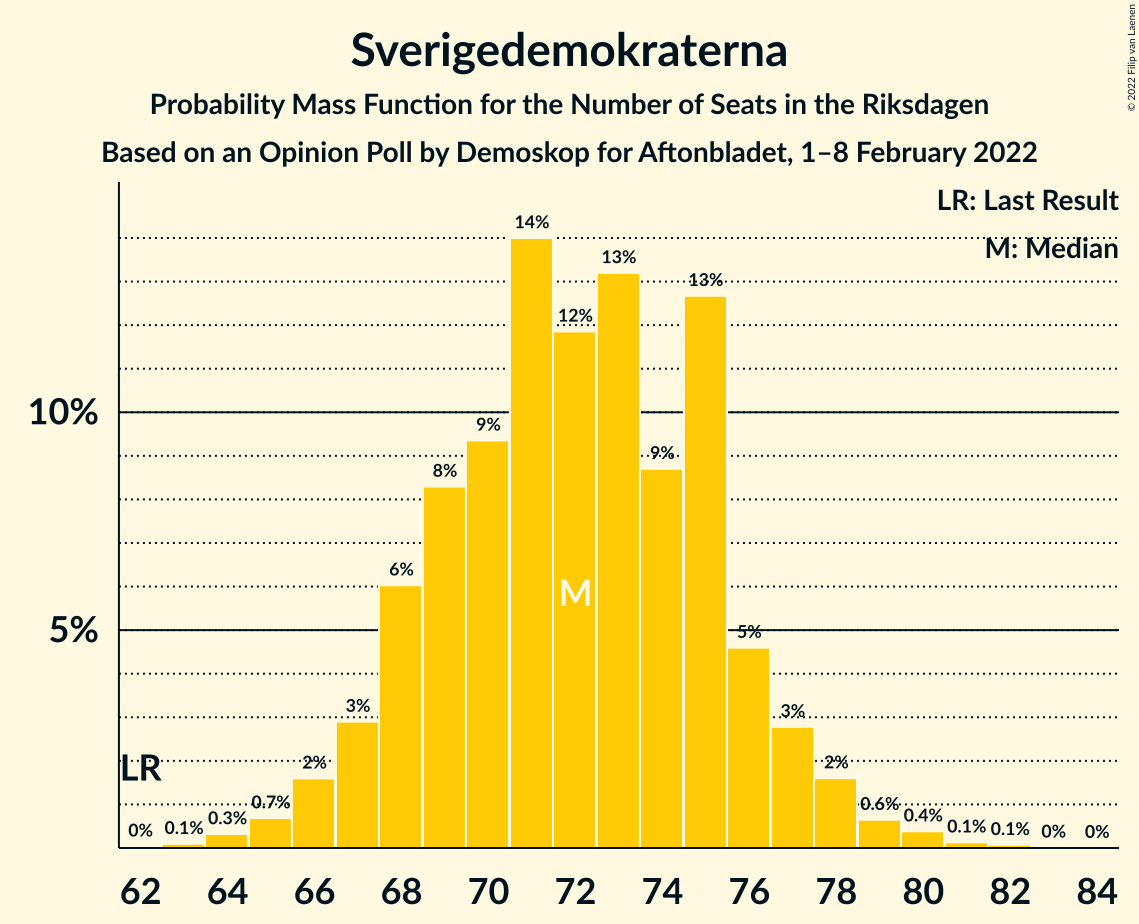 Sverigedemokraterna
Probability Mass Function for the Number of Seats in the Riksdagen
Based on an Opinion Poll by Demoskop for Aftonbladet, 1–8 February 2022
© 2022 Filip van Laenen
LR: Last Result
M: Median
10%
5%
LR
M
0%
0.1%
0.3%
0.7%
2%
3%
6%
8%
9%
14%
12%
13%
9%
13%
5%
3%
2%
0.6%
0.4%
0.1%
0.1%
0%
0%
62 64 66 68 70 72 74 76 78 80 82 84